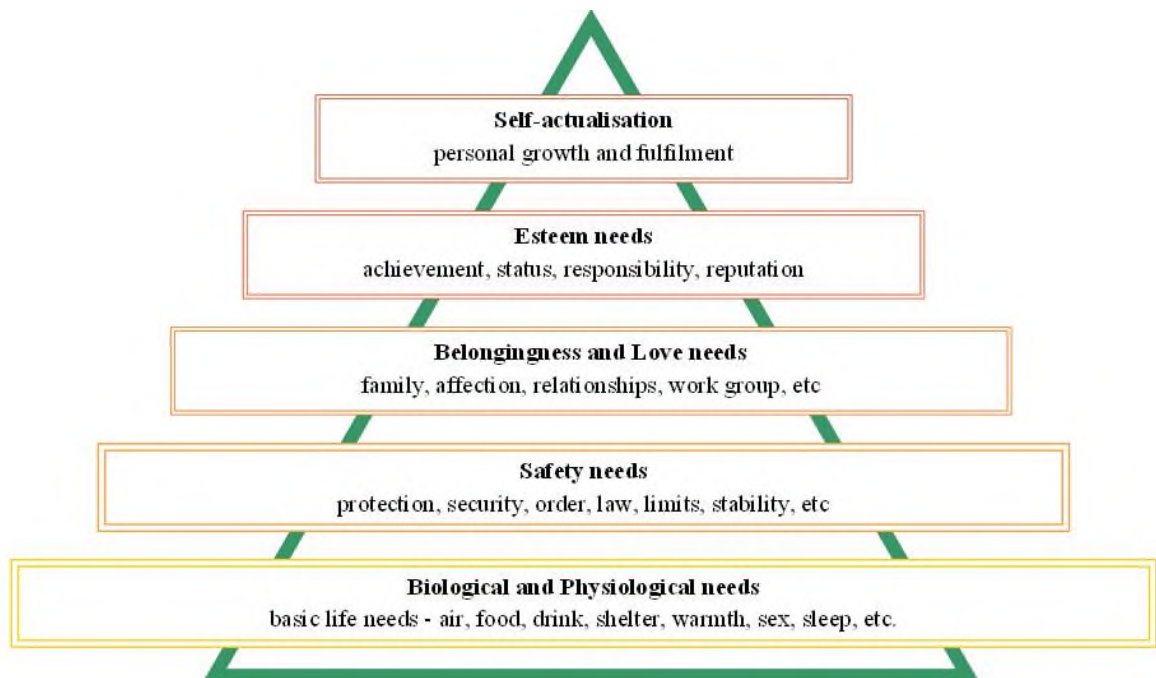 Self-actualisation
personal growth and fulfilment
Esteem needs
achievement, status, responsibility, reputation
Belongingness and Love needs
family, affection, relationships, work group, etc
Safety needs
protection, security, order, law, limits, stability, etc
Biological and Physiological needs
basic life needs - air, food, drink, shelter, warmth, sex, sleep, etc.